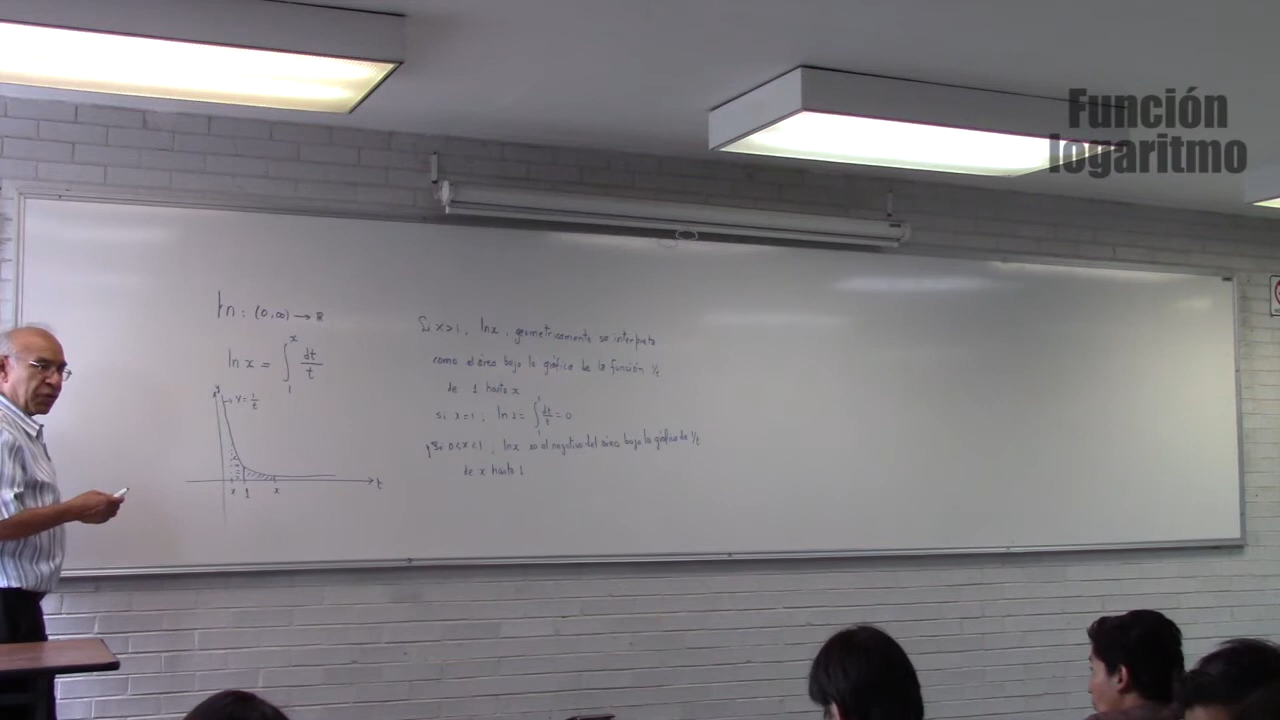 Función
logaritmo
ln : (0,∞) → ℝ
ln x = ∫₁ˣ dt/t
y
y = 1/t
x 1 x t
Si x > 1, ln x, geometricamente se interpreta
como el área bajo la gráfica de la función 1/t
de 1 hasta x
si x = 1 ; ln 1 = ∫₁¹ dt/t = 0
y si 0 < x < 1 ; ln x es el negativo del área bajo la gráfica de 1/t
de x hasta 1